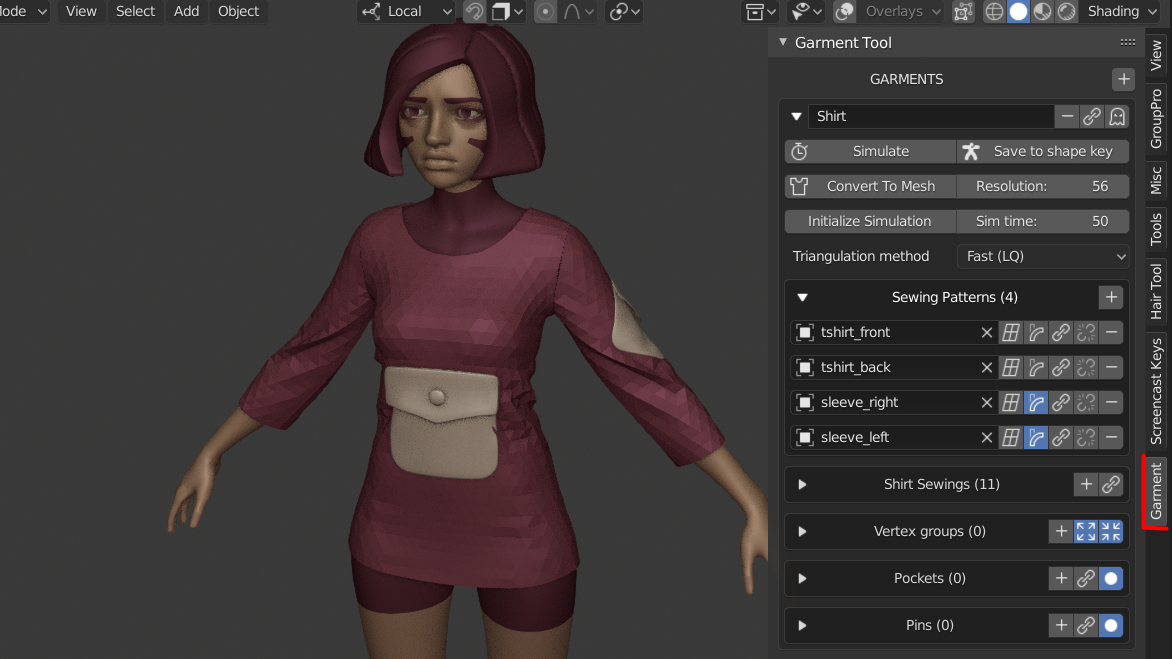 lode View Select Add Object Local Overlays Shading
Garment Tool
GARMENTS
Shirt
Simulate Save to shape key
Convert To Mesh Resolution: 56
Initialize Simulation Sim time: 50
Triangulation method Fast (LQ)
Sewing Patterns (4)
tshirt_front
tshirt_back
sleeve_right
sleeve_left
Shirt Sewings (11)
Vertex groups (0)
Pockets (0)
Pins (0)
View
GroupPro
Misc
Tools
Hair Tool
Screencast Keys
Garment